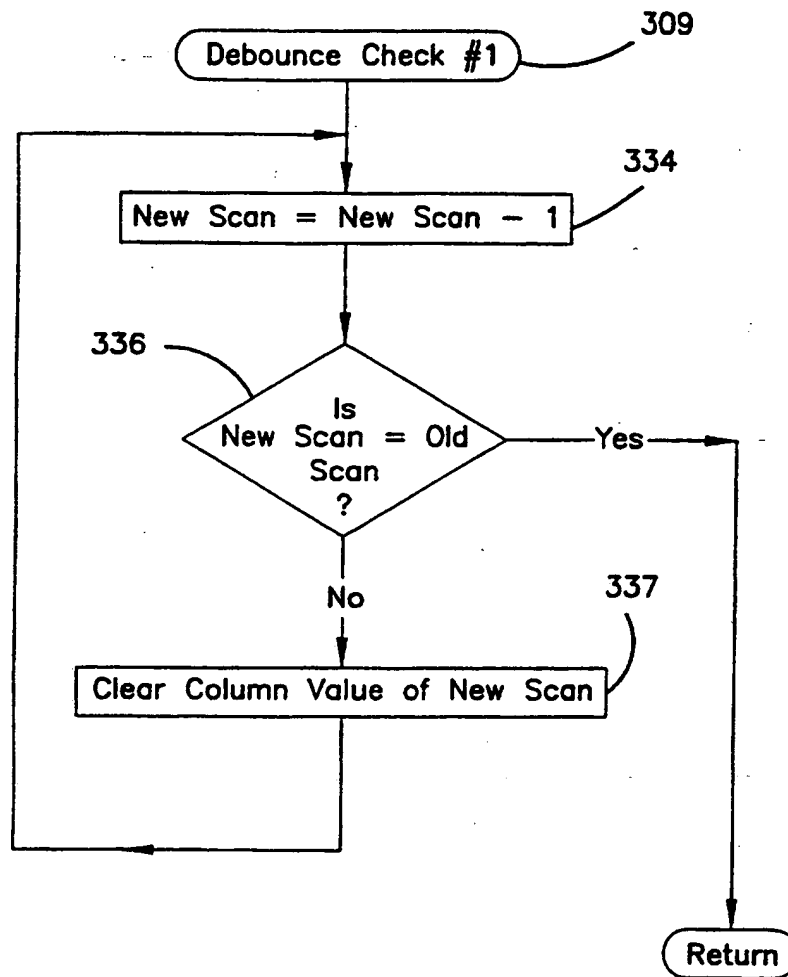 Debounce Check #1
309
334
New Scan = New Scan - 1
336
Is
New Scan = Old
Scan
?
Yes
No
337
Clear Column Value of New Scan
Return